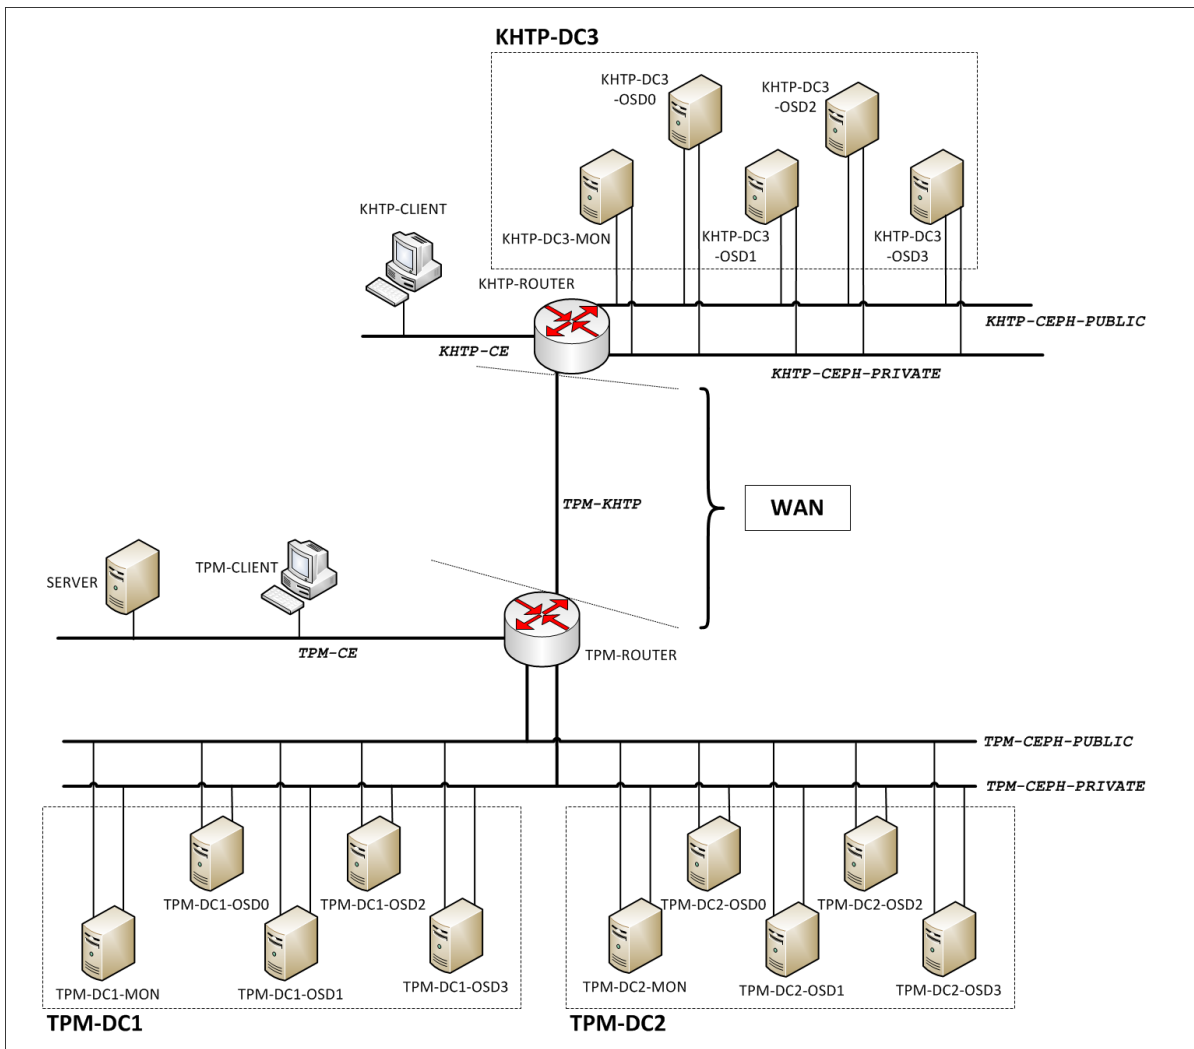 KHTP-DC3
KHTP-DC3
-OSD0
KHTP-DC3
-OSD2
KHTP-CLIENT
KHTP-DC3-MON
KHTP-DC3
-OSD1
KHTP-DC3
-OSD3
KHTP-ROUTER
KHTP-CEPH-PUBLIC
KHTP-CE
KHTP-CEPH-PRIVATE
TPM-KHTP
WAN
SERVER
TPM-CLIENT
TPM-CE
TPM-ROUTER
TPM-CEPH-PUBLIC
TPM-CEPH-PRIVATE
TPM-DC1-OSD0
TPM-DC1-OSD2
TPM-DC2-OSD0
TPM-DC2-OSD2
TPM-DC1-MON
TPM-DC1-OSD1
TPM-DC1-OSD3
TPM-DC2-MON
TPM-DC2-OSD1
TPM-DC2-OSD3
TPM-DC1
TPM-DC2